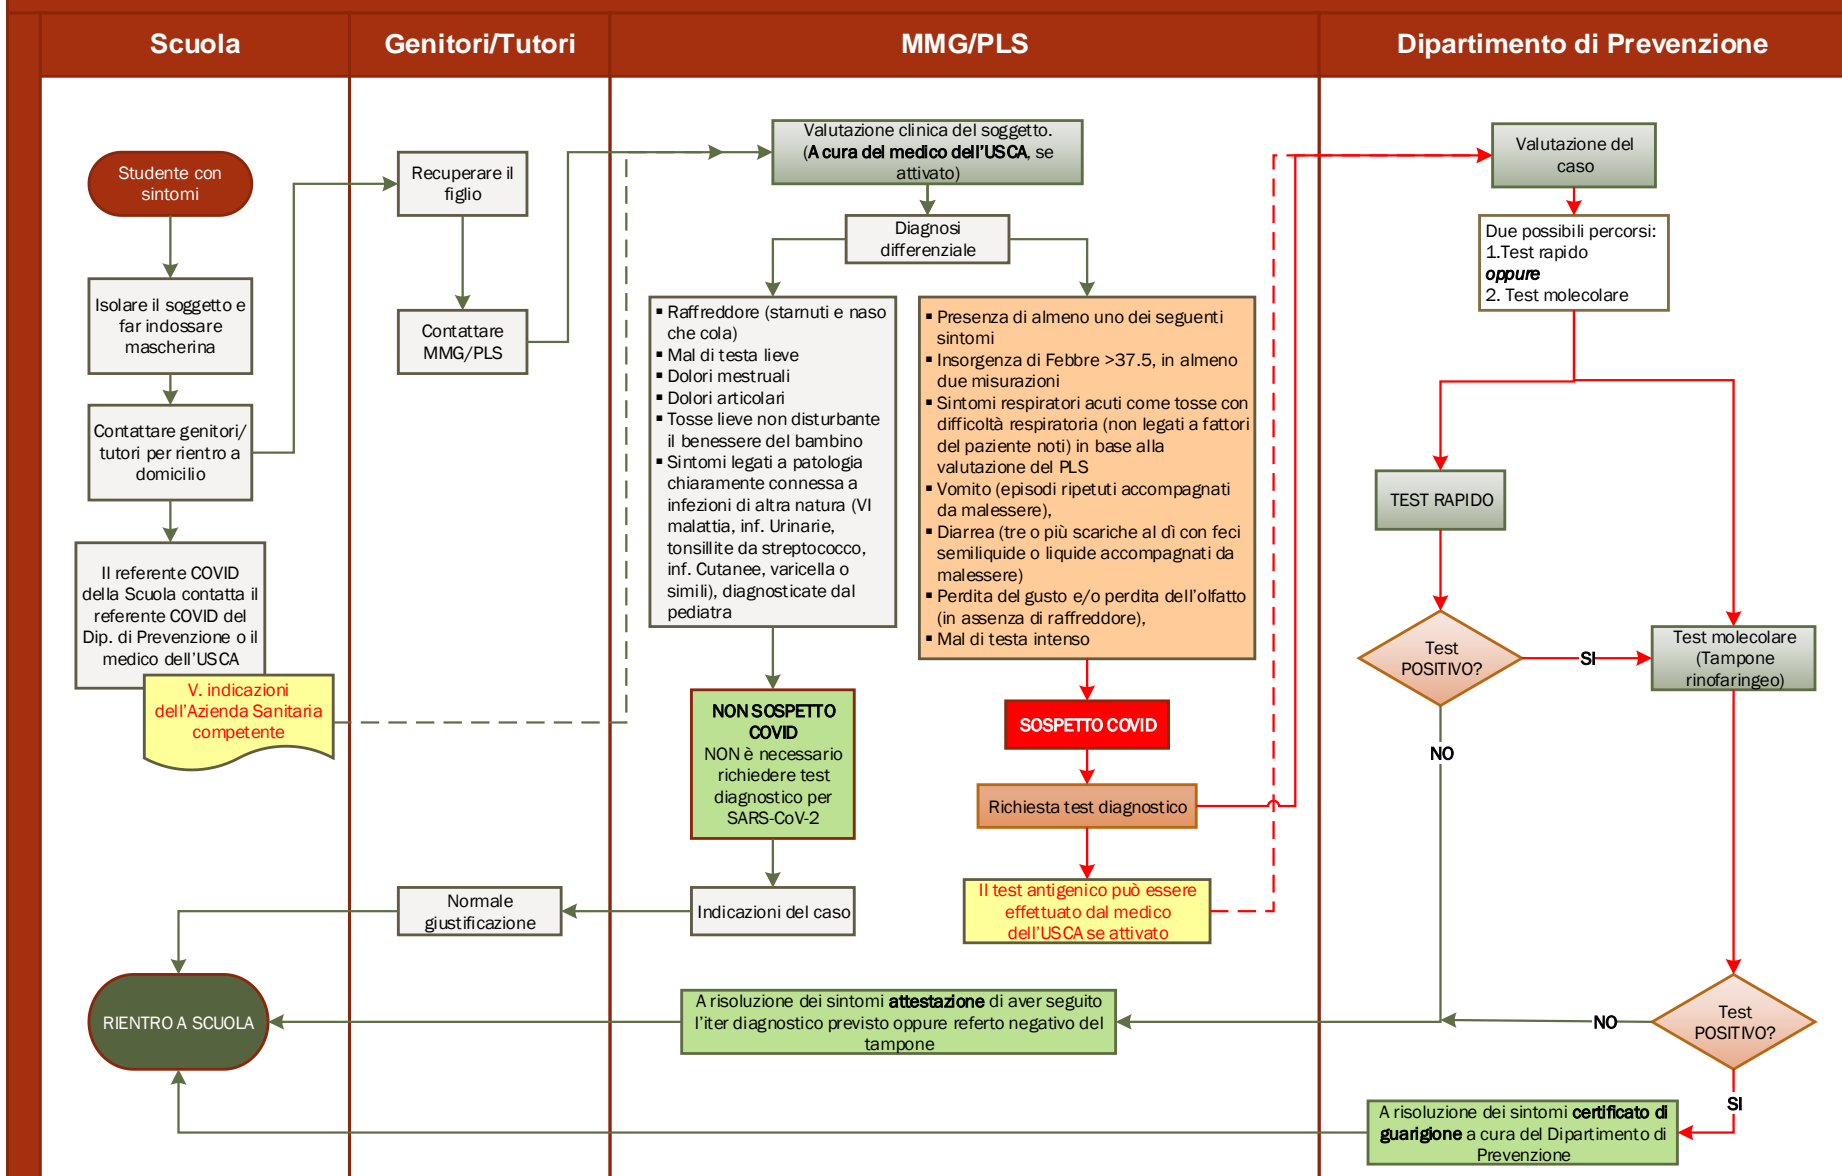 Scuola
Genitori/Tutori
MMG/PLS
Dipartimento di Prevenzione
Studente con
sintomi
Isolare il soggetto e
far indossare
mascherina
Contattare genitori/
tutori per rientro a
domicilio
Il referente COVID
della Scuola contatta il
referente COVID del
Dip. di Prevenzione o il
medico dell'USCA
V. indicazioni
dell'Azienda Sanitaria
competente
RIENTRO A SCUOLA
Recuperare il
figlio
Contattare
MMG/PLS
Normale
giustificazione
Valutazione clinica del soggetto.
(A cura del medico dell'USCA, se
attivato)
Diagnosi
differenziale
▪ Raffreddore (starnuti e naso
che cola)
▪ Mal di testa lieve
▪ Dolori mestruali
▪ Dolori articolari
▪ Tosse lieve non disturbante
il benessere del bambino
▪ Sintomi legati a patologia
chiaramente connessa a
infezioni di altra natura (VI
malattia, inf. Urinarie,
tonsillite da streptococco,
inf. Cutanee, varicella o
simili), diagnosticate dal
pediatra
▪ Presenza di almeno uno dei seguenti
sintomi
▪ Insorgenza di Febbre >37.5, in almeno
due misurazioni
▪ Sintomi respiratori acuti come tosse con
difficoltà respiratoria (non legati a fattori
del paziente noti) in base alla
valutazione del PLS
▪ Vomito (episodi ripetuti accompagnati
da malessere),
▪ Diarrea (tre o più scariche al dì con feci
semiliquide o liquide accompagnati da
malessere)
▪ Perdita del gusto e/o perdita dell'olfatto
(in assenza di raffreddore),
▪ Mal di testa intenso
NON SOSPETTO
COVID
NON è necessario
richiedere test
diagnostico per
SARS-CoV-2
Indicazioni del caso
SOSPETTO COVID
Richiesta test diagnostico
Il test antigenico può essere
effettuato dal medico
dell'USCA se attivato
A risoluzione dei sintomi attestazione di aver seguito
l'iter diagnostico previsto oppure referto negativo del
tampone
Valutazione del
caso
Due possibili percorsi:
1.Test rapido
oppure
2. Test molecolare
TEST RAPIDO
Test
POSITIVO?
SI
NO
Test molecolare
(Tampone
rinofaringeo)
Test
POSITIVO?
NO
SI
A risoluzione dei sintomi certificato di
guarigione a cura del Dipartimento di
Prevenzione